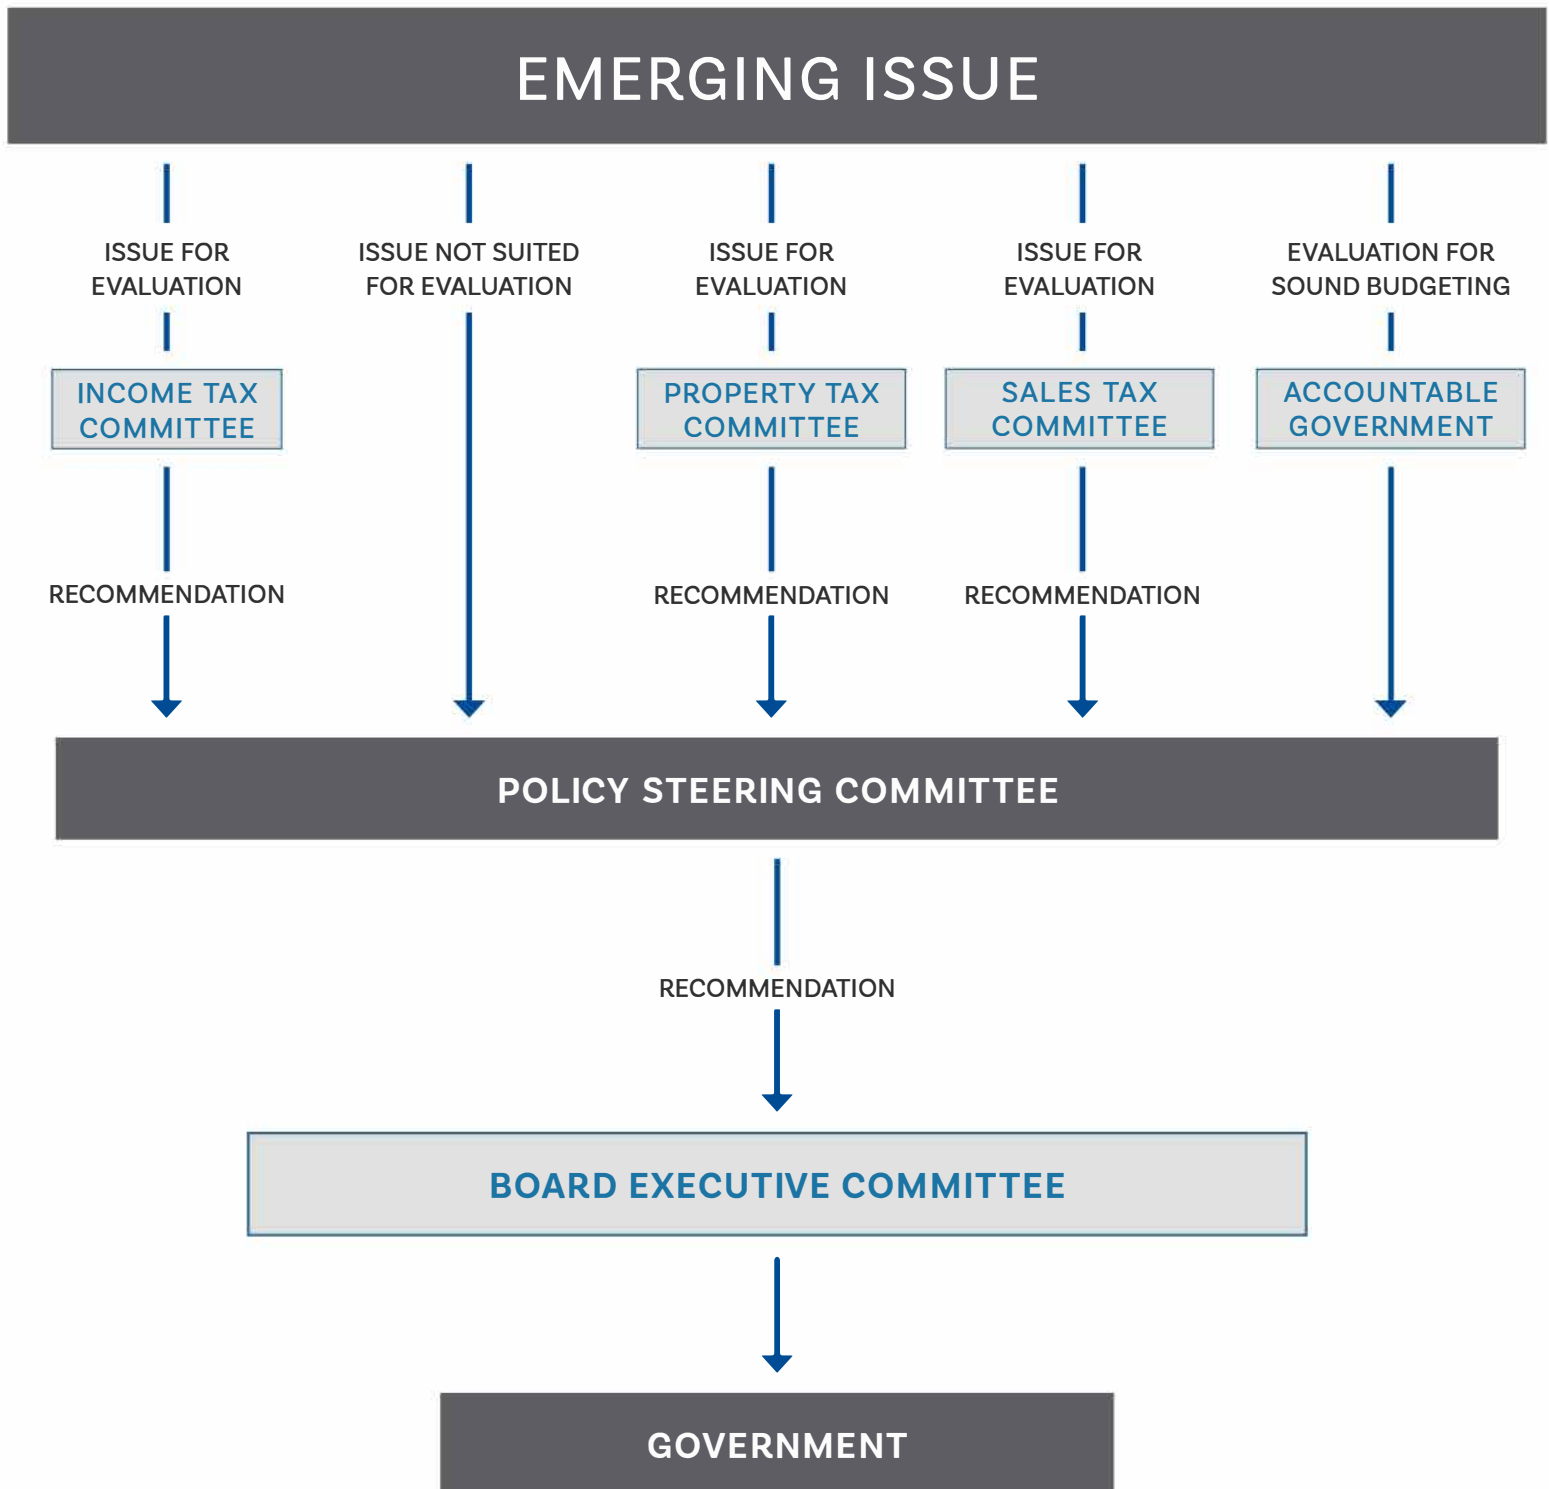 EMERGING ISSUE
ISSUE FOR
EVALUATION
ISSUE NOT SUITED
FOR EVALUATION
ISSUE FOR
EVALUATION
ISSUE FOR
EVALUATION
EVALUATION FOR
SOUND BUDGETING
INCOME TAX
COMMITTEE
PROPERTY TAX
COMMITTEE
SALES TAX
COMMITTEE
ACCOUNTABLE
GOVERNMENT
RECOMMENDATION
RECOMMENDATION
RECOMMENDATION
POLICY STEERING COMMITTEE
RECOMMENDATION
BOARD EXECUTIVE COMMITTEE
GOVERNMENT